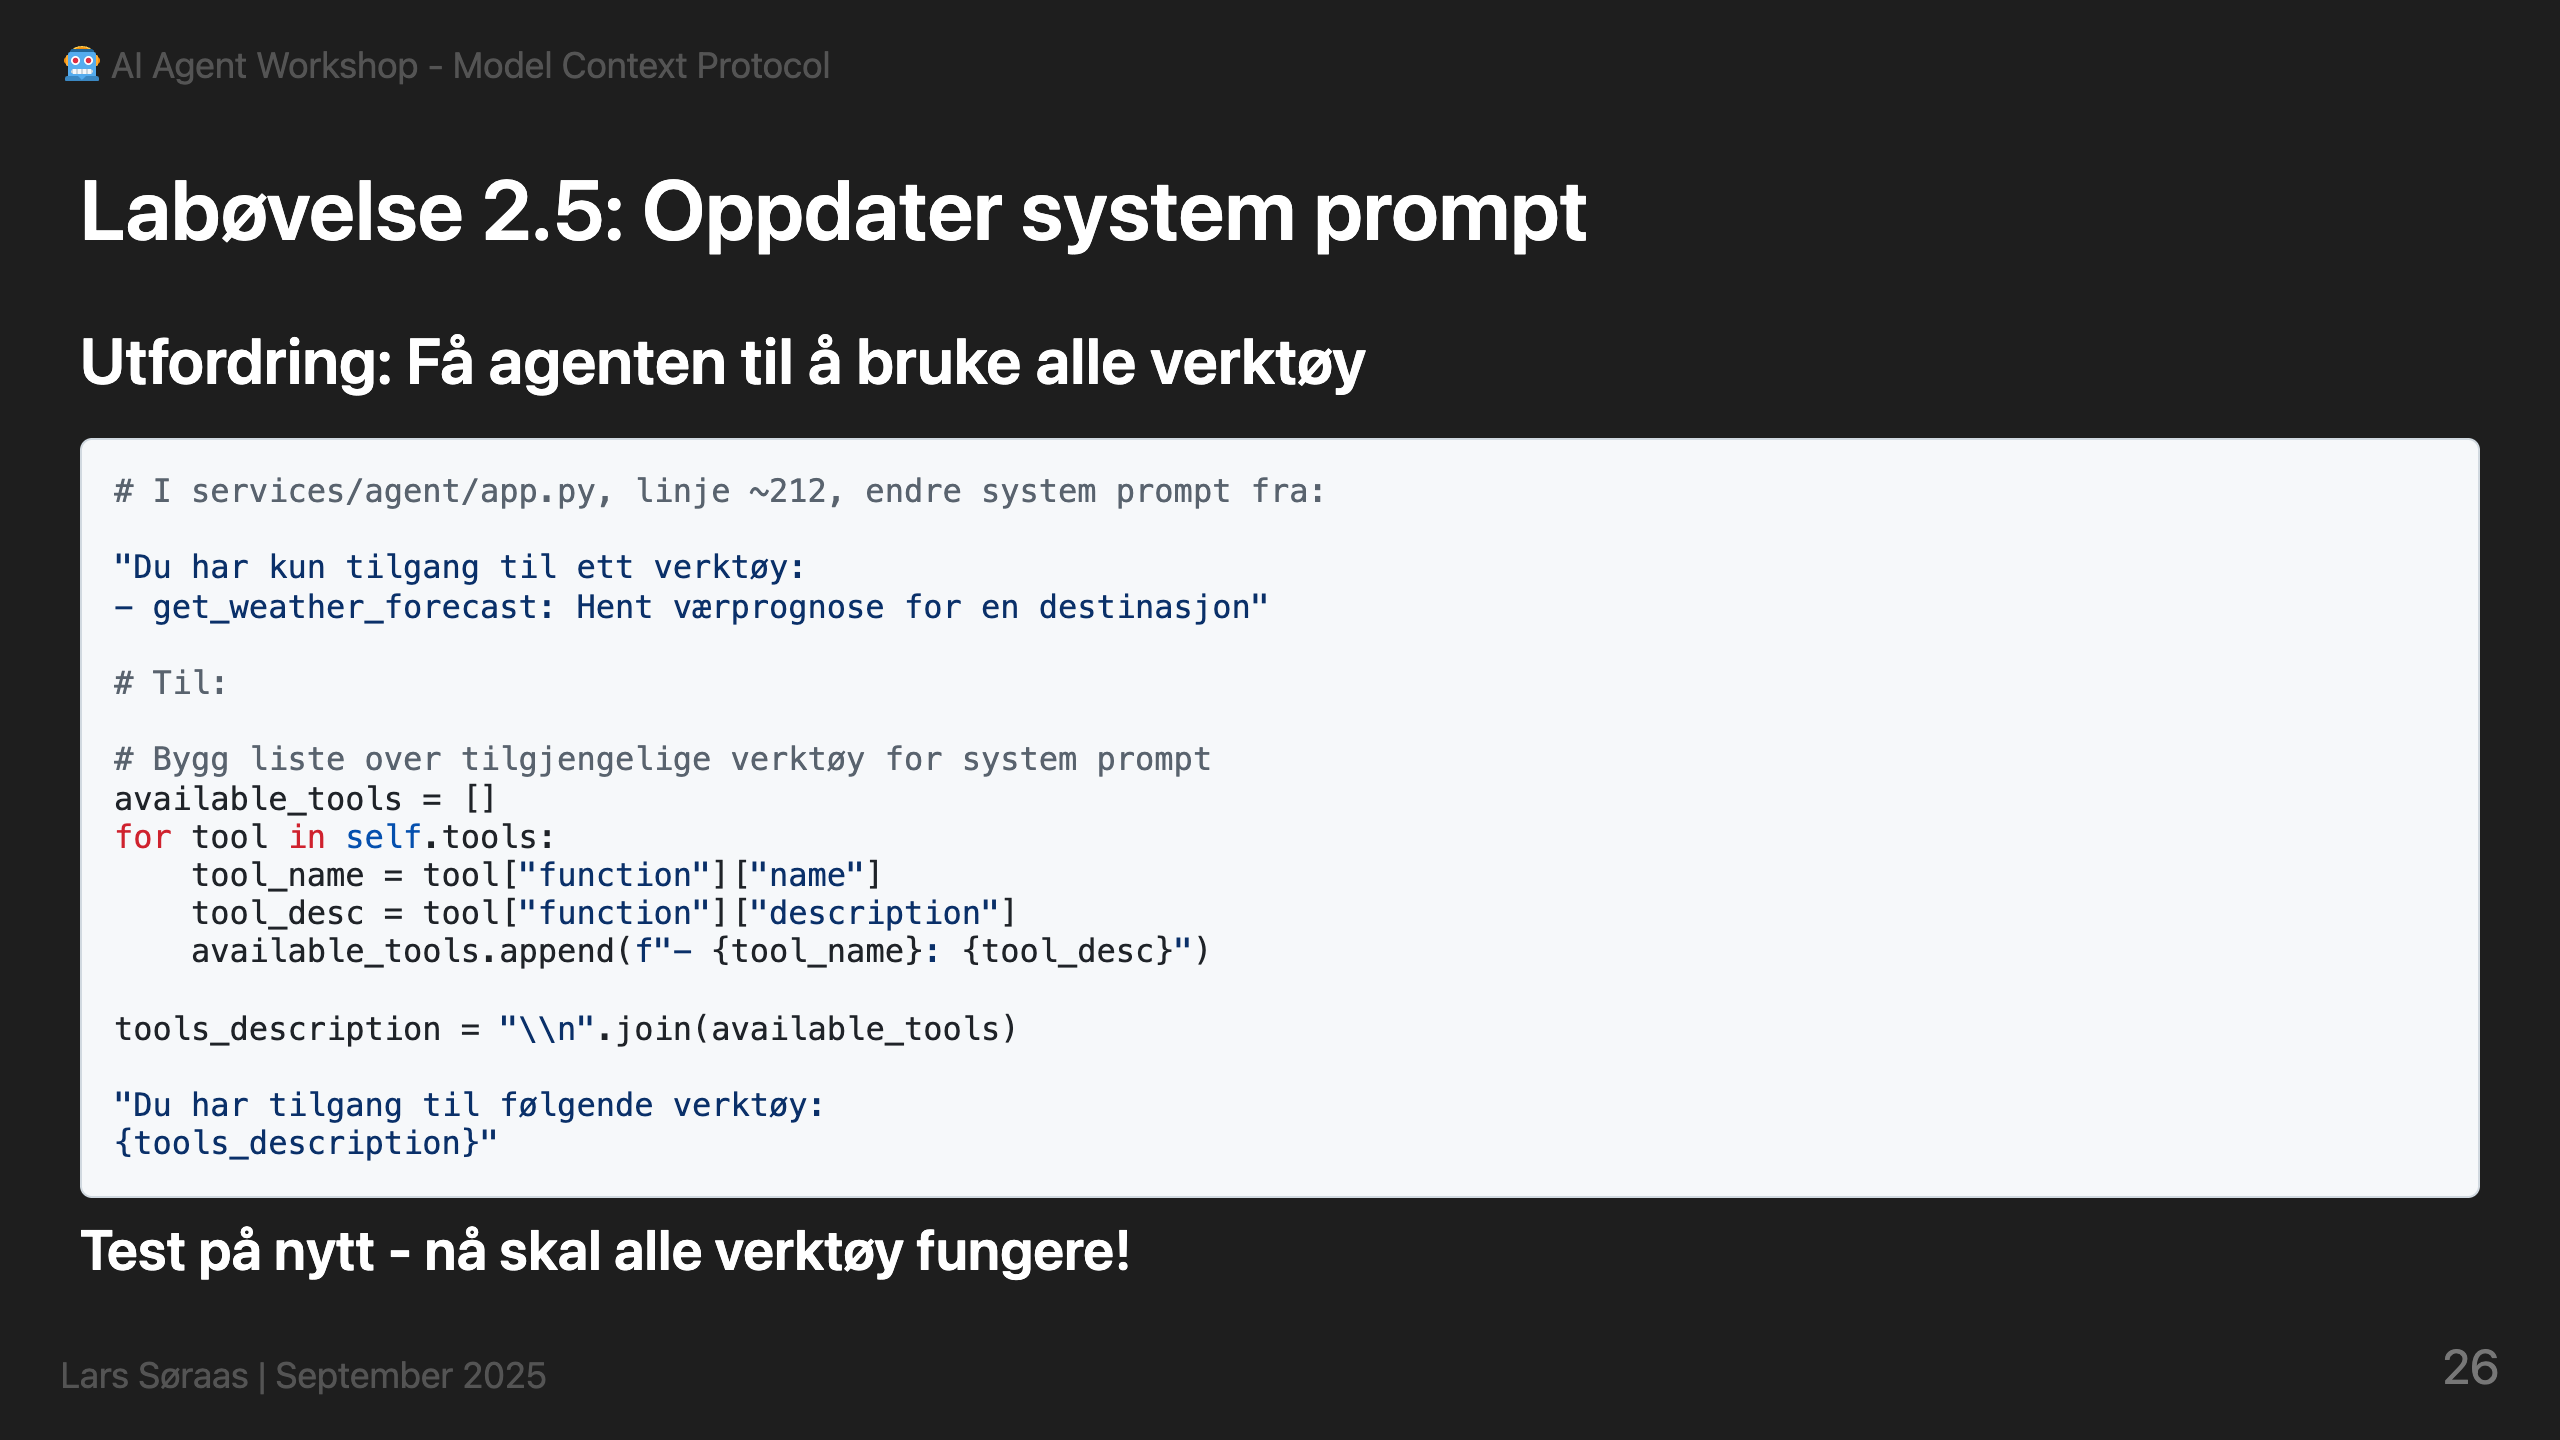 AI Agent Workshop - Model Context Protocol
Labøvelse 2.5: Oppdater system prompt
Utfordring: Få agenten til å bruke alle verktøy
# I services/agent/app.py, linje ~212, endre system prompt fra:
"Du har kun tilgang til ett verktøy:
- get_weather_forecast: Hent værprognose for en destinasjon"
# Til:
# Bygg liste over tilgjengelige verktøy for system prompt
available_tools = []
for tool in self.tools:
    tool_name = tool["function"]["name"]
    tool_desc = tool["function"]["description"]
    available_tools.append(f"- {tool_name}: {tool_desc}")
tools_description = "\\n".join(available_tools)
"Du har tilgang til følgende verktøy:
{tools_description}"
Test på nytt - nå skal alle verktøy fungere!
Lars Søraas | September 2025
26